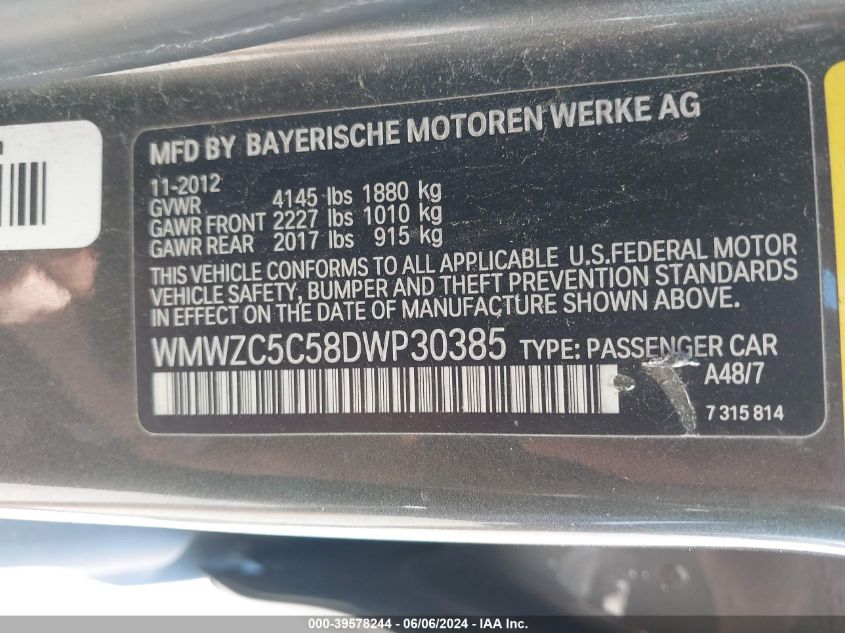 MFD BY BAYERISCHE MOTOREN WERKE AG
11-2012
GVWR 4145 lbs 1880 kg
GAWR FRONT 2227 lbs 1010 kg
GAWR REAR 2017 lbs 915 kg
THIS VEHICLE CONFORMS TO ALL APPLICABLE U.S.FEDERAL MOTOR
VEHICLE SAFETY, BUMPER AND THEFT PREVENTION STANDARDS
IN EFFECT ON THE DATE OF MANUFACTURE SHOWN ABOVE.
WMWZC5C58DWP30385 TYPE: PASSENGER CAR
A48/7
7 315 814
000-39578244 - 06/06/2024 - IAA Inc.